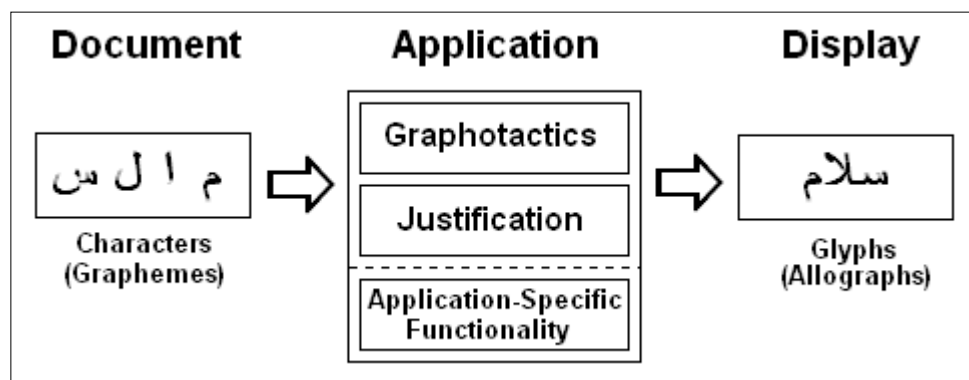 Document
Application
Display
م ا ل س
Characters
(Graphemes)
Graphotactics
Justification
Application-Specific
Functionality
سلام
Glyphs
(Allographs)